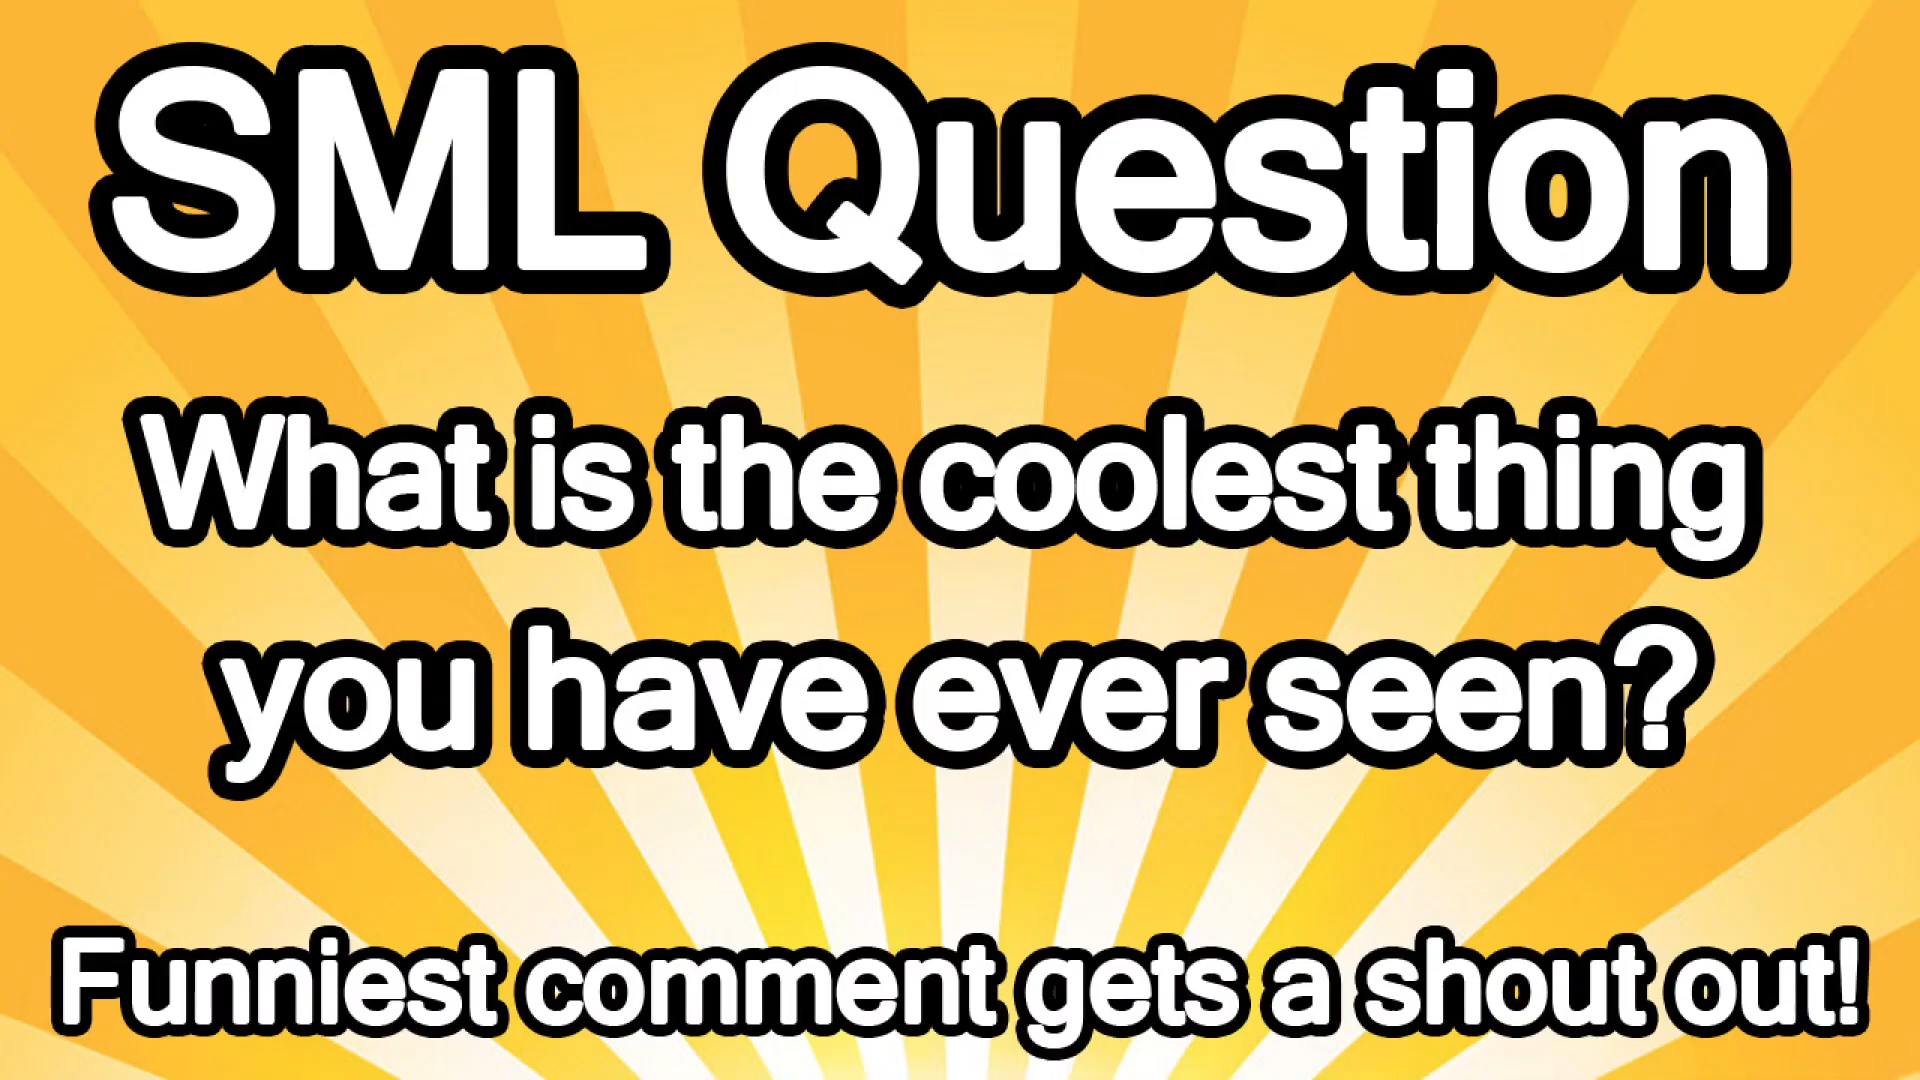 SML Question
What is the coolest thing
you have ever seen?
Funniest comment gets a shout out!